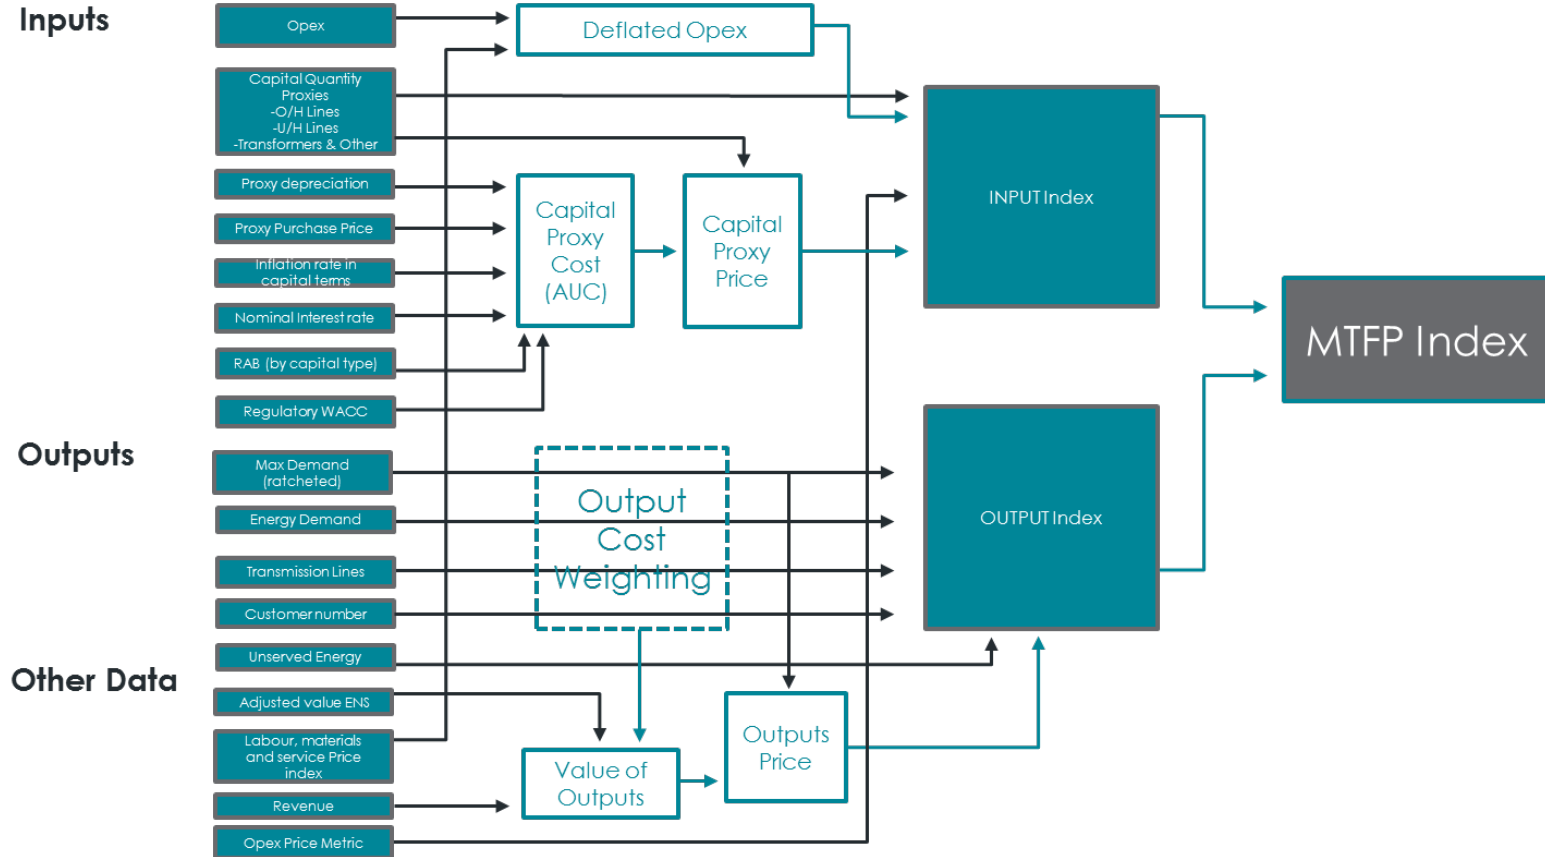 Inputs
Opex
Deflated Opex
Capital Quantity
Proxies
-O/H Lines
-U/H Lines
-Transformers & Other
Proxy depreciation
Proxy Purchase Price
Inflation rate in
capital terms
Nominal Interest rate
RAB (by capital type)
Regulatory WACC
Capital
Proxy
Cost
(AUC)
Capital
Proxy
Price
INPUT Index
MTFP Index
Outputs
Max Demand
(ratcheted)
Energy Demand
Transmission Lines
Customer number
Unserved Energy
Output
Cost
Weighting
OUTPUT Index
Other Data
Adjusted value ENS
Labour, materials
and service Price
index
Revenue
Opex Price Metric
Value of
Outputs
Outputs
Price